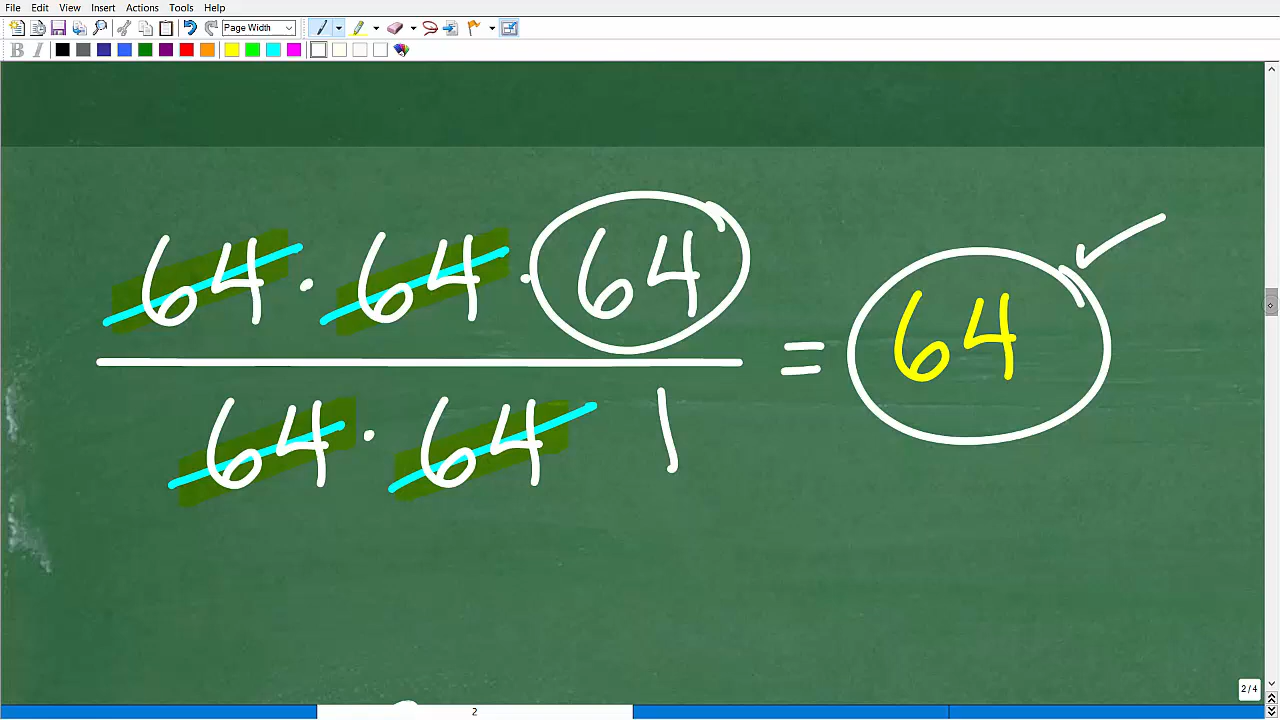 File Edit View Insert Actions Tools Help
Page Width
B I
64 · 64 · 64
64 · 64 1
= 64
2 / 4
2